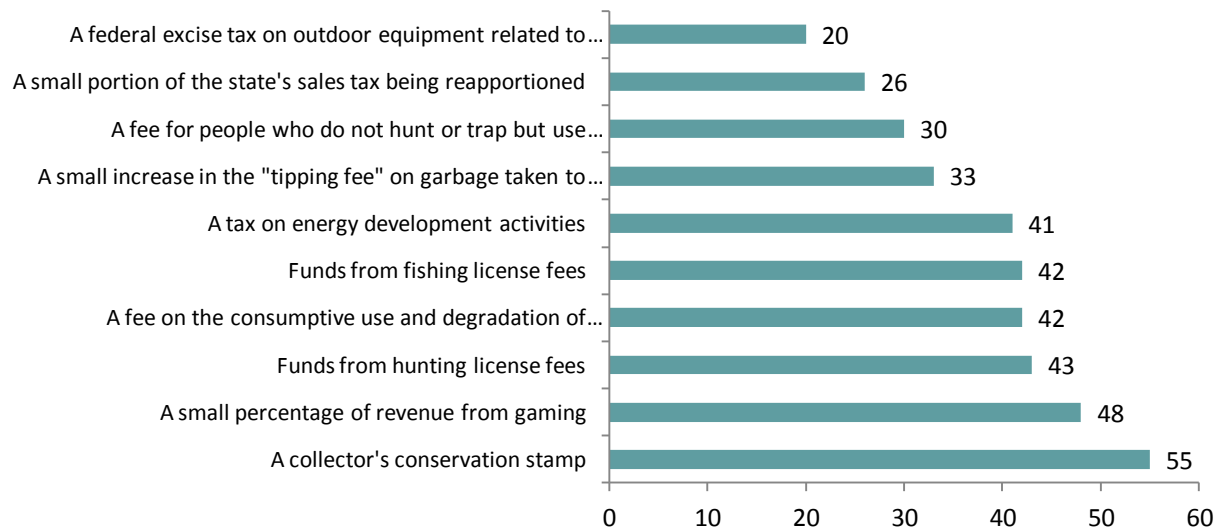 A federal excise tax on outdoor equipment related to... 20
A small portion of the state's sales tax being reapportioned 26
A fee for people who do not hunt or trap but use... 30
A small increase in the "tipping fee" on garbage taken to... 33
A tax on energy development activities 41
Funds from fishing license fees 42
A fee on the consumptive use and degradation of... 42
Funds from hunting license fees 43
A small percentage of revenue from gaming 48
A collector's conservation stamp 55
0 10 20 30 40 50 60